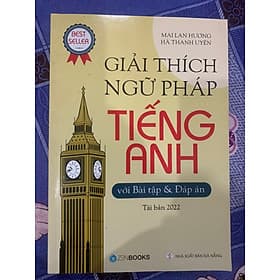 MAI LAN HƯƠNG
HÀ THANH UYÊN
BEST
SELLER
GIẢI THÍCH
NGỮ PHÁP
TIẾNG
ANH
với Bài tập & Đáp án
Tái bản 2022
ZENBOOKS
NHÀ XUẤT BẢN ĐÀ NẴNG